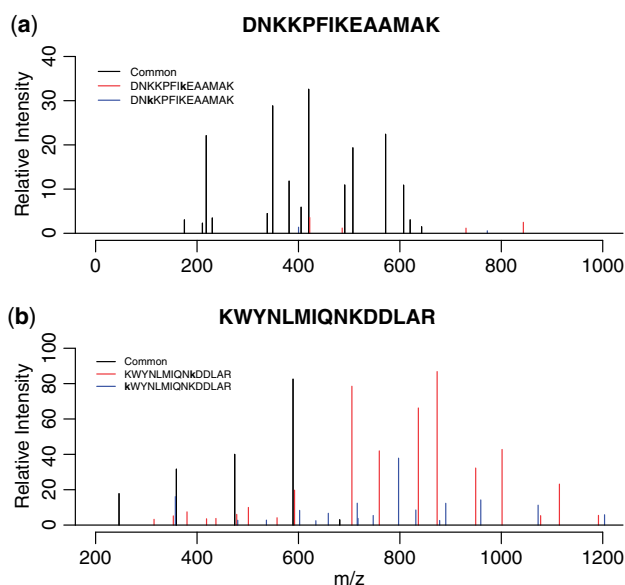 (a) DNKKPFIKEAAMAK
40
30
20
10
0
Relative Intensity
Common
DNKKPFIkEAAMAK
DNkKPFIKEAAMAK
0 200 400 600 800 1000
(b) KWYNLMIQNKDDLAR
100
80
60
40
20
0
Relative Intensity
Common
KWYNLMIQNkDDLAR
kWYNLMIQNKDDLAR
200 400 600 800 1000 1200
m/z